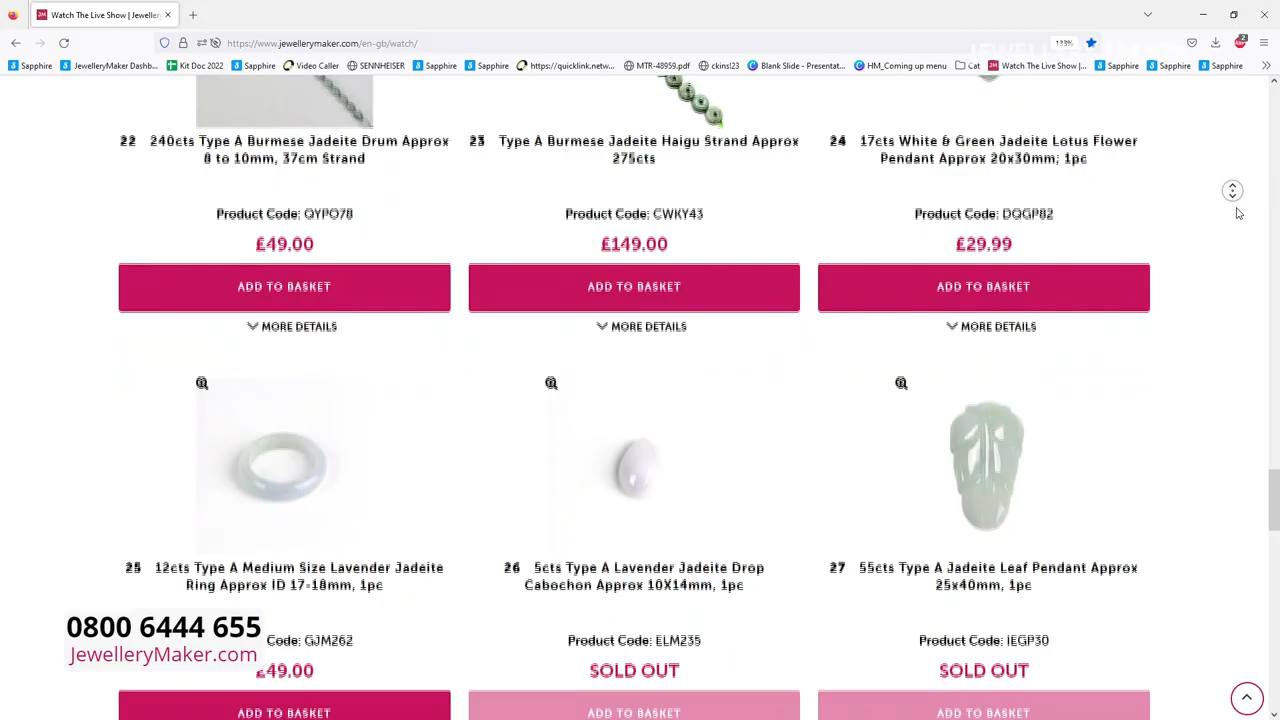 Watch The Live Show | Jeweller
https://www.jewellerymaker.com/en-gb/watch/
133%
2
Sapphire
JewelleryMaker Dashb...
Kit Doc 2022
Sapphire
Video Caller
SENNHEISER
Sapphire
Sapphire
https://quicklink.netw...
MTR-48959.pdf
ckins123
Blank Slide - Presentat...
HM_Coming up menu
Cat
Watch The Live Show |...
Sapphire
Sapphire
Sapphire
22 240cts Type A Burmese Jadeite Drum Approx
8 to 10mm, 37cm Strand
Product Code: QYPO78
£49.00
ADD TO BASKET
MORE DETAILS
23 Type A Burmese Jadeite Haigu Strand Approx
275cts
Product Code: CWKY43
£149.00
ADD TO BASKET
MORE DETAILS
24 17cts White & Green Jadeite Lotus Flower
Pendant Approx 20x30mm, 1pc
Product Code: DQGP82
£29.99
ADD TO BASKET
MORE DETAILS
25 12cts Type A Medium Size Lavender Jadeite
Ring Approx ID 17-18mm, 1pc
Code: GJM262
£49.00
ADD TO BASKET
26 5cts Type A Lavender Jadeite Drop
Cabochon Approx 10X14mm, 1pc
Product Code: ELM235
SOLD OUT
ADD TO BASKET
27 55cts Type A Jadeite Leaf Pendant Approx
25x40mm, 1pc
Product Code: IEGP30
SOLD OUT
ADD TO BASKET
0800 6444 655
JewelleryMaker.com